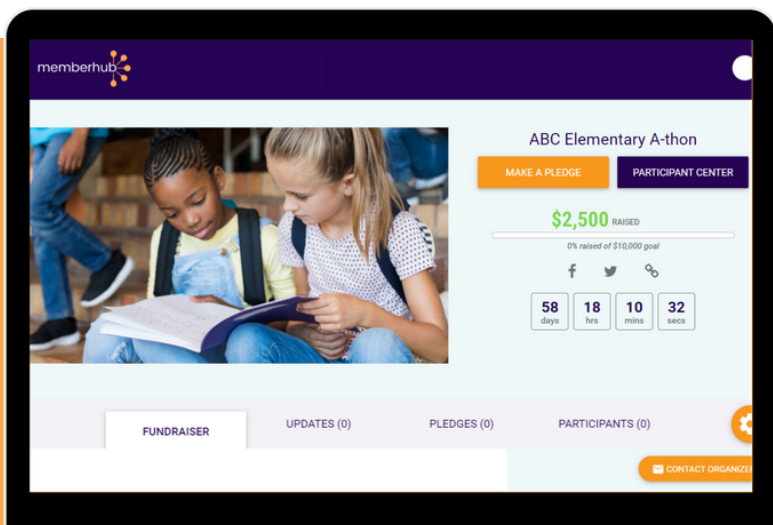 memberhub
ABC Elementary A-thon
MAKE A PLEDGE
PARTICIPANT CENTER
$2,500 RAISED
0% raised of $10,000 goal
58 18 10 32
days hrs mins secs
FUNDRAISER
UPDATES (0)
PLEDGES (0)
PARTICIPANTS (0)
CONTACT ORGANIZE